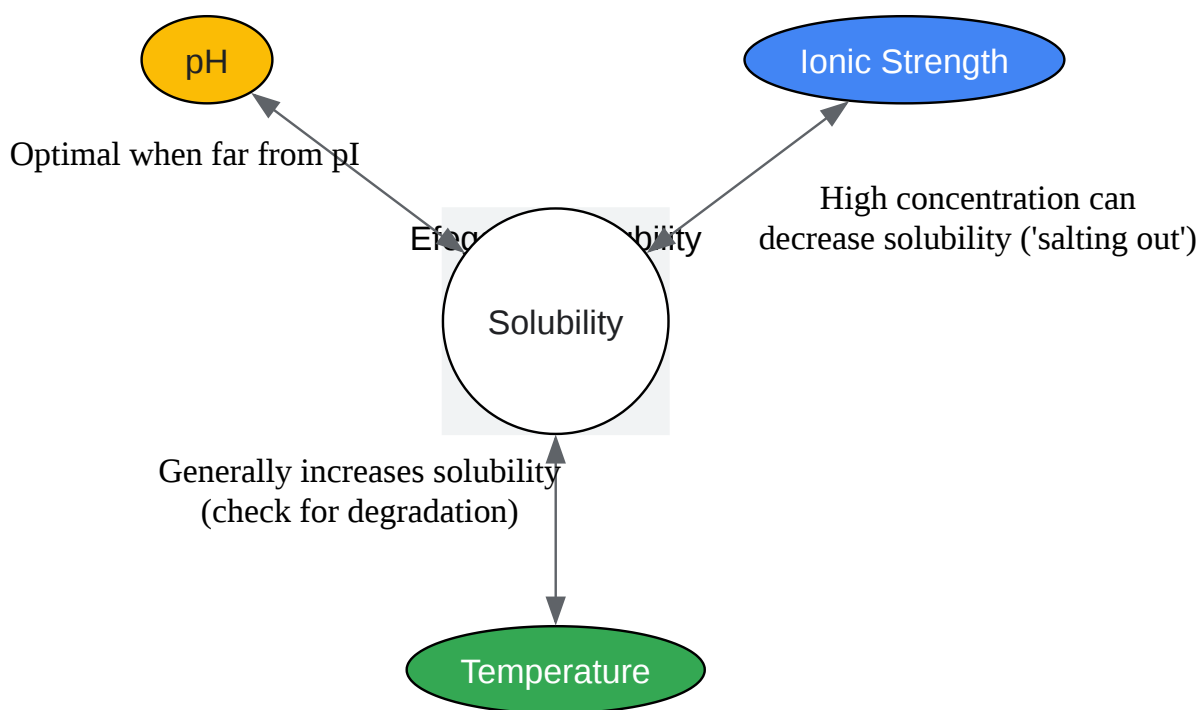 pH
Ionic Strength
Optimal when far from pI
High concentration can
decrease solubility ('salting out')
Solubility
Generally increases solubility
(check for degradation)
Temperature